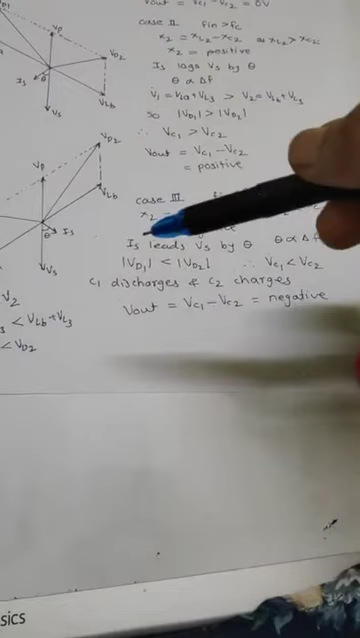 Vout = VC1 - VC2 = 0V
case II Fin > fc
x2 = xL2 - xC2 as xL2 > xC2
x2 = positive
Is lags Vs by θ
θ ∝ Δf
V1 = VLa + VL3 > V2 = VLb + VL3
so |VD1| > |VD2|
∴ VC1 > VC2
Vout = VC1 - VC2
= positive
case III
x2
Is leads Vs by θ θ ∝ Δf
|VD1| < |VD2| ∴ VC1 < VC2
C1 discharges & C2 charges
Vout = VC1 - VC2 = negative
VP
VD2
Is
θ
VLb
Vs
VD2
VP
VLb
θ
Is
Vs
V2
< VLb + VL3
< VD2
sics